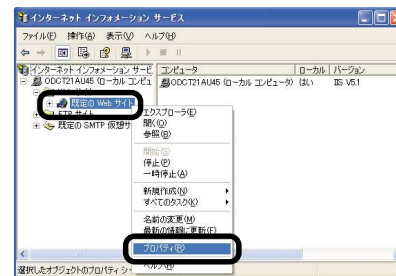 インターネット インフォメーション サービス
ファイル(F) 操作(A) 表示(V) ヘルプ(H)
インターネット インフォメーション サービ
コンピュータ ローカル バージョン
ODCT21AU45 (ローカル コンピュ
ODCT21AU45 (ローカル コンピュータ) はい IIS V5.1
既定の Web サイト
FTP サイト
既定の SMTP 仮想サ
エクスプローラ(E)
開く(O)
参照(B)
開始(S)
停止(P)
一時停止(A)
新規作成(N)
すべてのタスク(K)
名前の変更(M)
最新の情報に更新(F)
プロパティ(R)
ヘルプ(H)
選択したオブジェクトのプロパティ シ